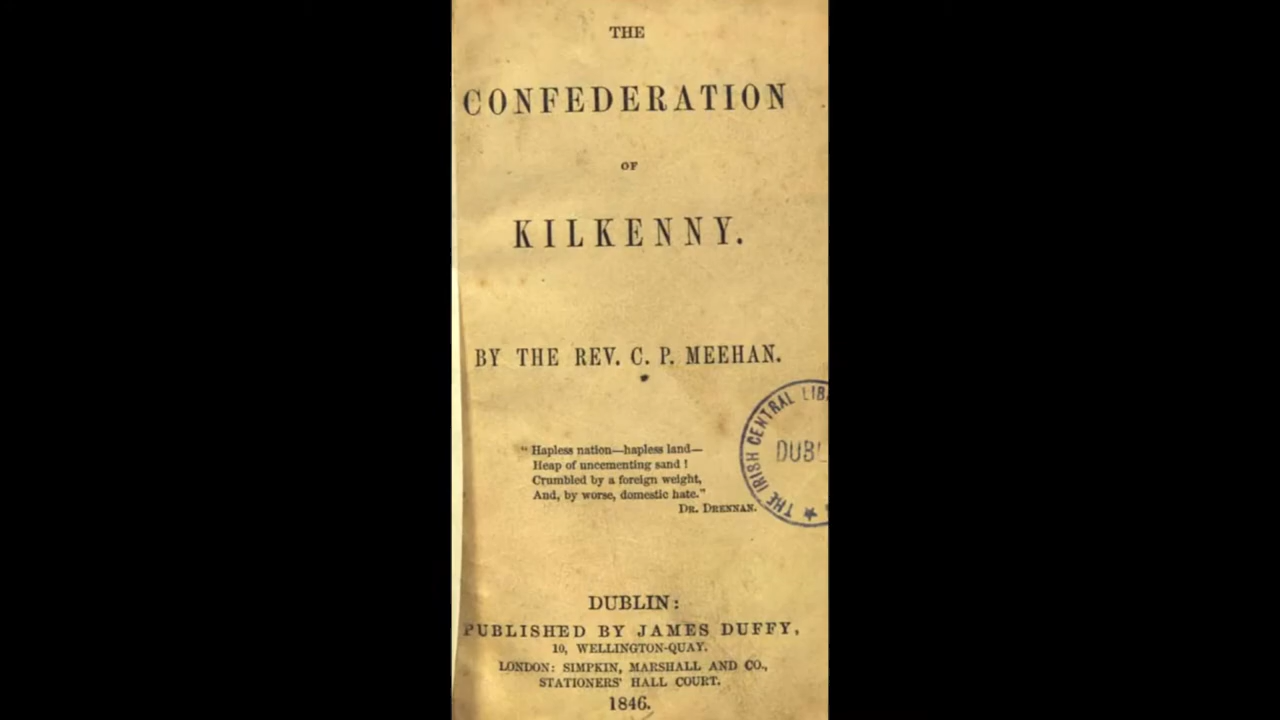 THE
CONFEDERATION
OF
KILKENNY.
BY THE REV. C. P. MEEHAN.
" Hapless nation—hapless land—
Heap of uncementing sand !
Crumbled by a foreign weight,
And, by worse, domestic hate."
DR. DRENNAN.
THE IRISH CENTRAL LIB
DUBL
DUBLIN:
PUBLISHED BY JAMES DUFFY,
10, WELLINGTON-QUAY.
LONDON: SIMPKIN, MARSHALL AND CO.,
STATIONERS' HALL COURT.
1846.